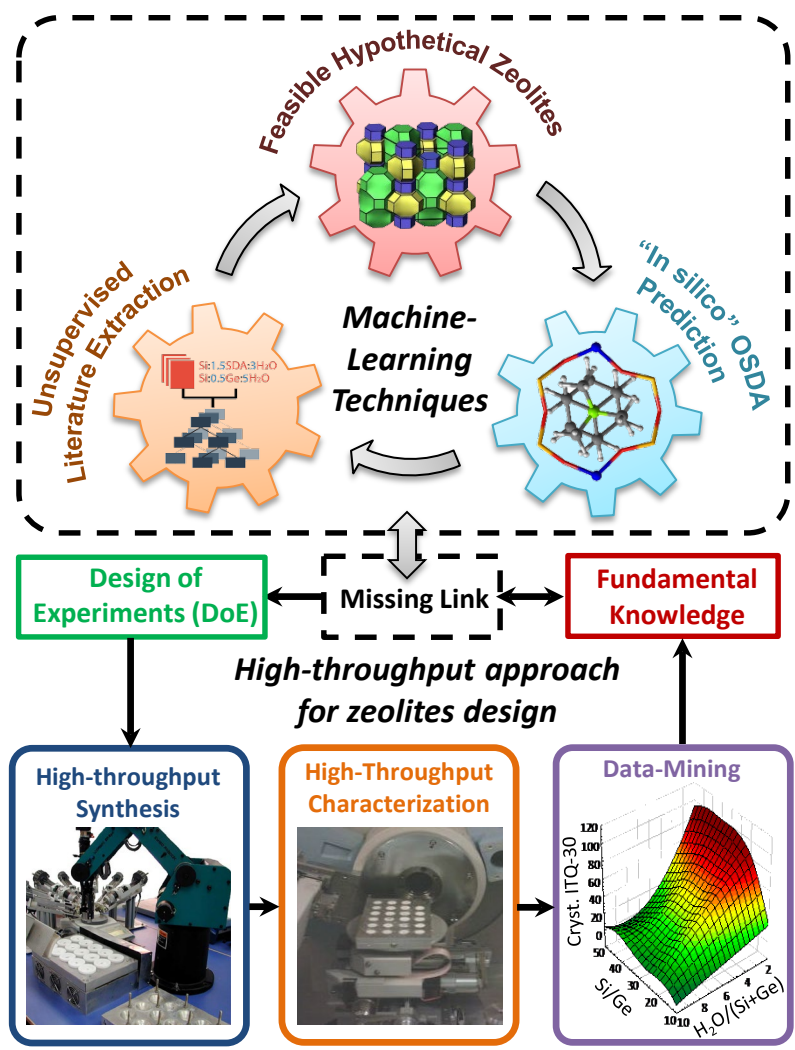 Feasible Hypothetical Zeolites
"In silico" OSDA
Prediction
Unsupervised
Literature Extraction
Machine-
Learning
Techniques
Si:1.5SDA:3H₂O
Si:0.5Ge:5H₂O
Design of
Experiments (DoE)
Missing Link
Fundamental
Knowledge
High-throughput approach
for zeolites design
High-throughput
Synthesis
High-Throughput
Characterization
Data-Mining
Cryst. ITQ-30
120
100
80
60
40
20
0
50
40
30
20
10
Si/Ge
10
8
6
4
2
H₂O/(Si+Ge)